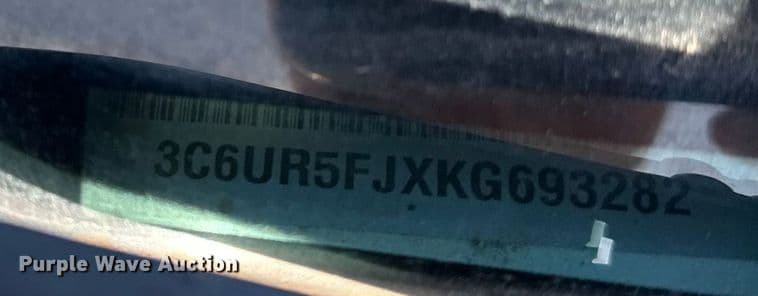 3C6UR5FJXKG693282
Purple Wave Auction